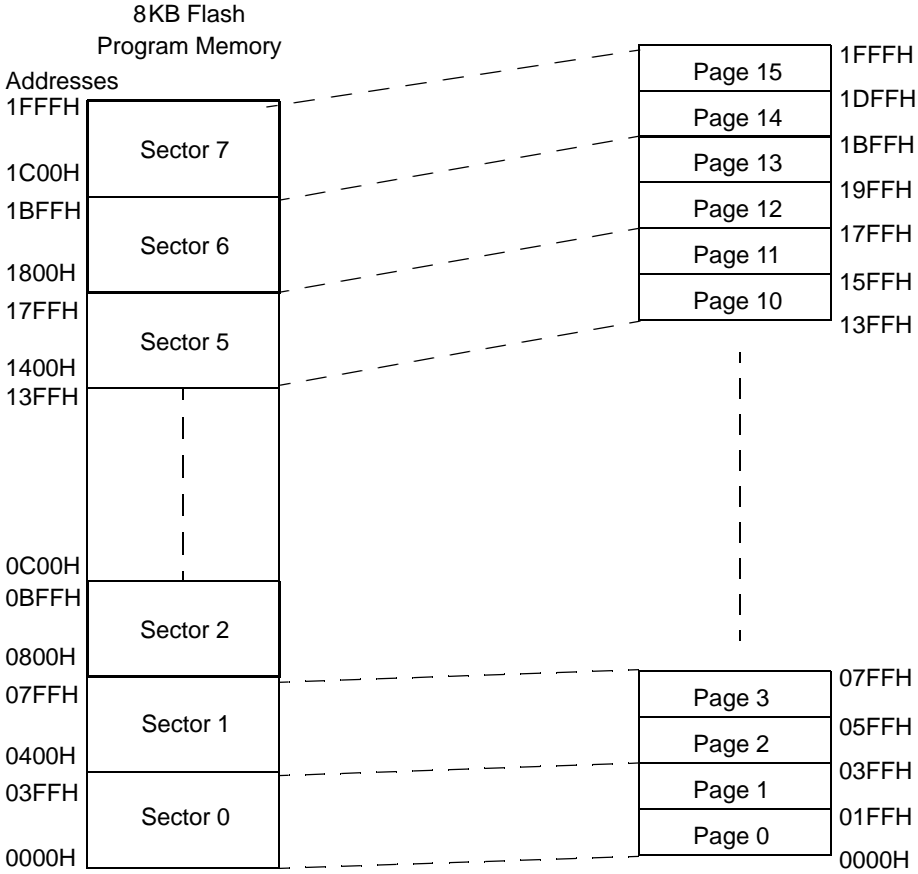 8KB Flash
Program Memory
Addresses
1FFFH
Sector 7
1C00H
1BFFH
Sector 6
1800H
17FFH
Sector 5
1400H
13FFH
0C00H
0BFFH
Sector 2
0800H
07FFH
Sector 1
0400H
03FFH
Sector 0
0000H
Page 15
1FFFH
Page 14
1DFFH
Page 13
1BFFH
Page 12
19FFH
Page 11
17FFH
Page 10
15FFH
13FFH
Page 3
07FFH
Page 2
05FFH
Page 1
03FFH
Page 0
01FFH
0000H